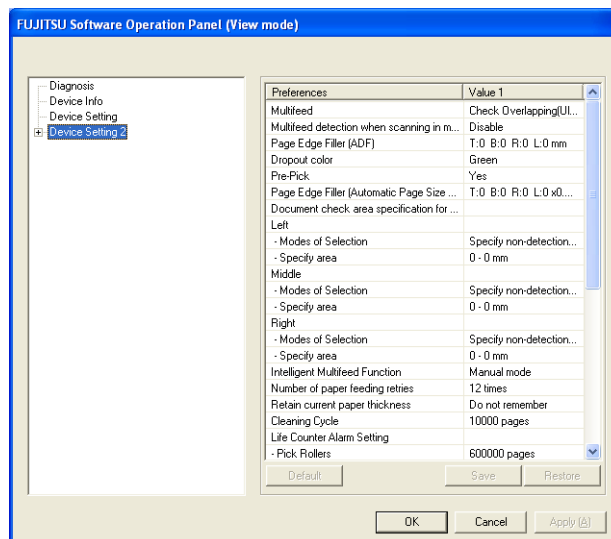 FUJITSU Software Operation Panel (View mode)
Diagnosis
Device Info
Device Setting
Device Setting 2
Preferences Value 1
Multifeed Check Overlapping(Ul...
Multifeed detection when scanning in m... Disable
Page Edge Filler (ADF) T:0 B:0 R:0 L:0 mm
Dropout color Green
Pre-Pick Yes
Page Edge Filler (Automatic Page Size ... T:0 B:0 R:0 L:0 x0....
Document check area specification for ...
Left
- Modes of Selection Specify non-detection...
- Specify area 0 - 0 mm
Middle
- Modes of Selection Specify non-detection...
- Specify area 0 - 0 mm
Right
- Modes of Selection Specify non-detection...
- Specify area 0 - 0 mm
Intelligent Multifeed Function Manual mode
Number of paper feeding retries 12 times
Retain current paper thickness Do not remember
Cleaning Cycle 10000 pages
Life Counter Alarm Setting
- Pick Rollers 600000 pages
Default Save Restore
OK Cancel Apply (A)